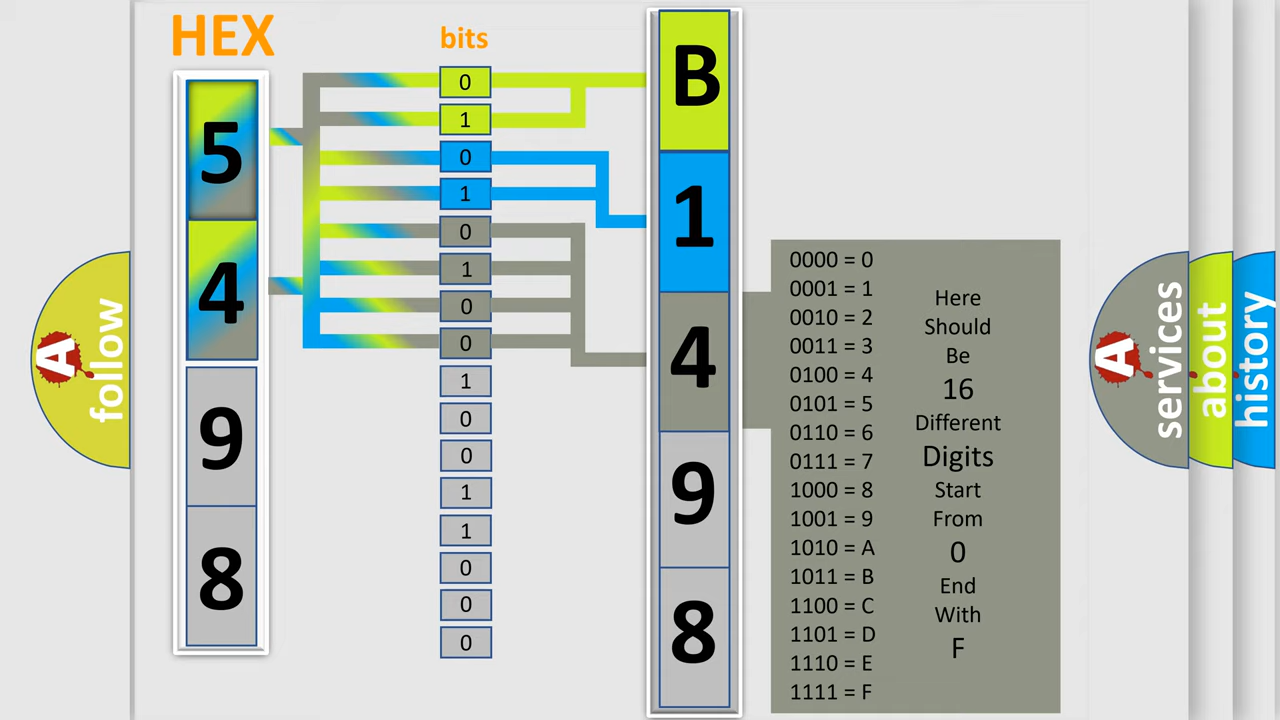 HEX
bits
5
4
9
8
0
1
0
1
0
1
0
0
1
0
0
1
1
0
0
0
B
1
4
9
8
0000 = 0
0001 = 1
0010 = 2
0011 = 3
0100 = 4
0101 = 5
0110 = 6
0111 = 7
1000 = 8
1001 = 9
1010 = A
1011 = B
1100 = C
1101 = D
1110 = E
1111 = F
Here
Should
Be
16
Different
Digits
Start
From
0
End
With
F
A
follow
A
services
about
history